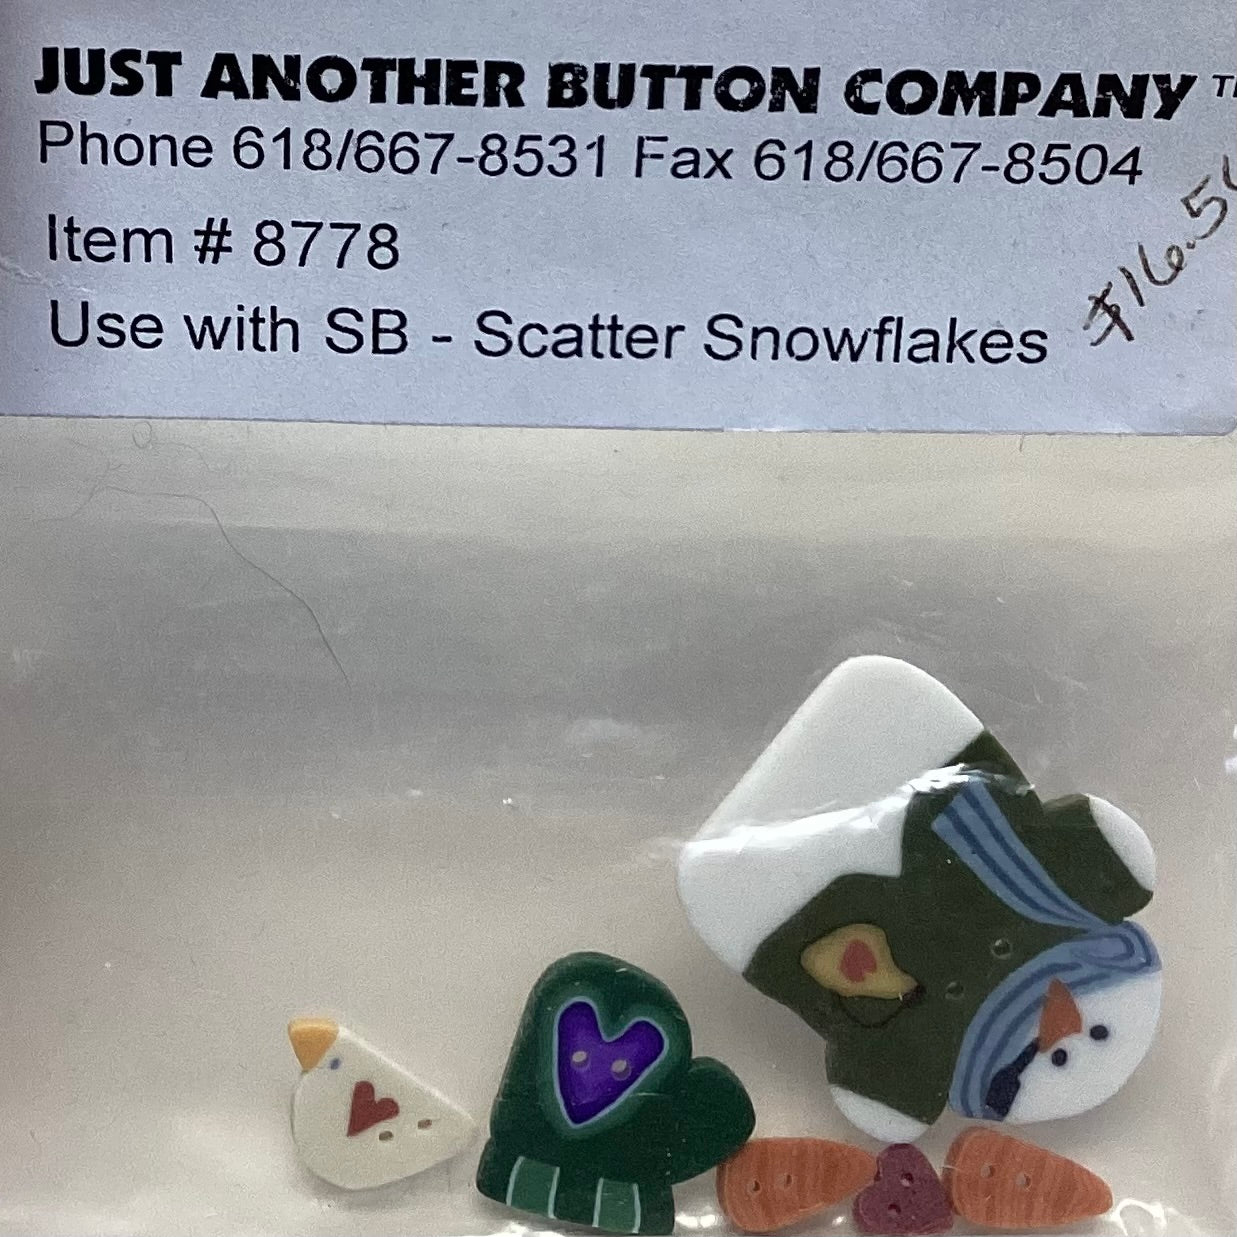 JUST ANOTHER BUTTON COMPANY™
Phone 618/667-8531 Fax 618/667-8504
Item # 8778
Use with SB - Scatter Snowflakes